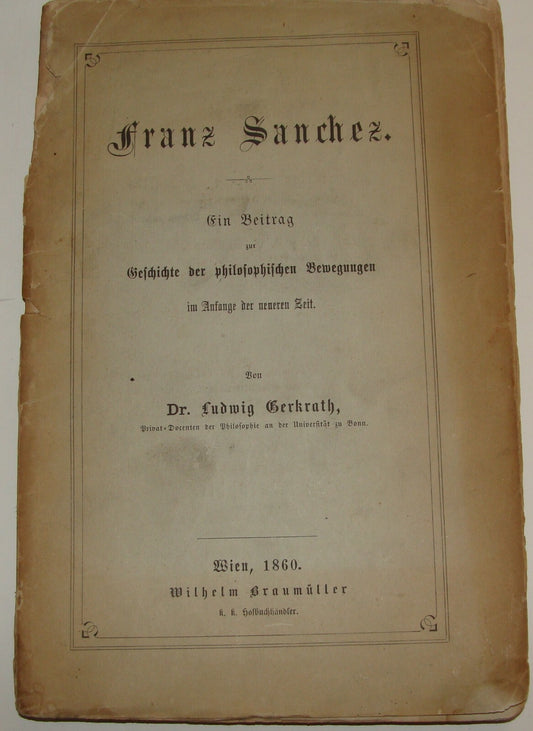 Franz Sanchez.
Ein Beitrag
zur
Geschichte der philosophischen Bewegungen
im Anfange der neueren Zeit.
Von
Dr. Ludwig Gerkrath,
Privat-Docenten der Philosophie an der Universität zu Bonn.
Wien, 1860.
Wilhelm Braumüller
k. k. Hofbuchhändler.